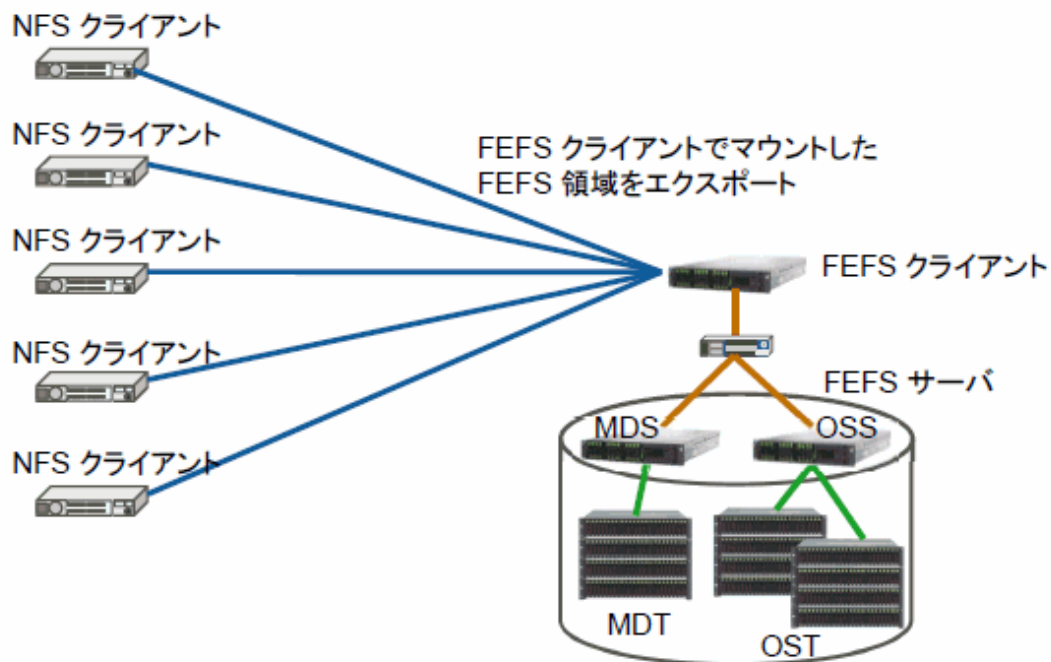 NFS クライアント
NFS クライアント
FEFS クライアントでマウントした
FEFS 領域をエクスポート
NFS クライアント
FEFS クライアント
NFS クライアント
FEFS サーバ
MDS
OSS
NFS クライアント
MDT
OST